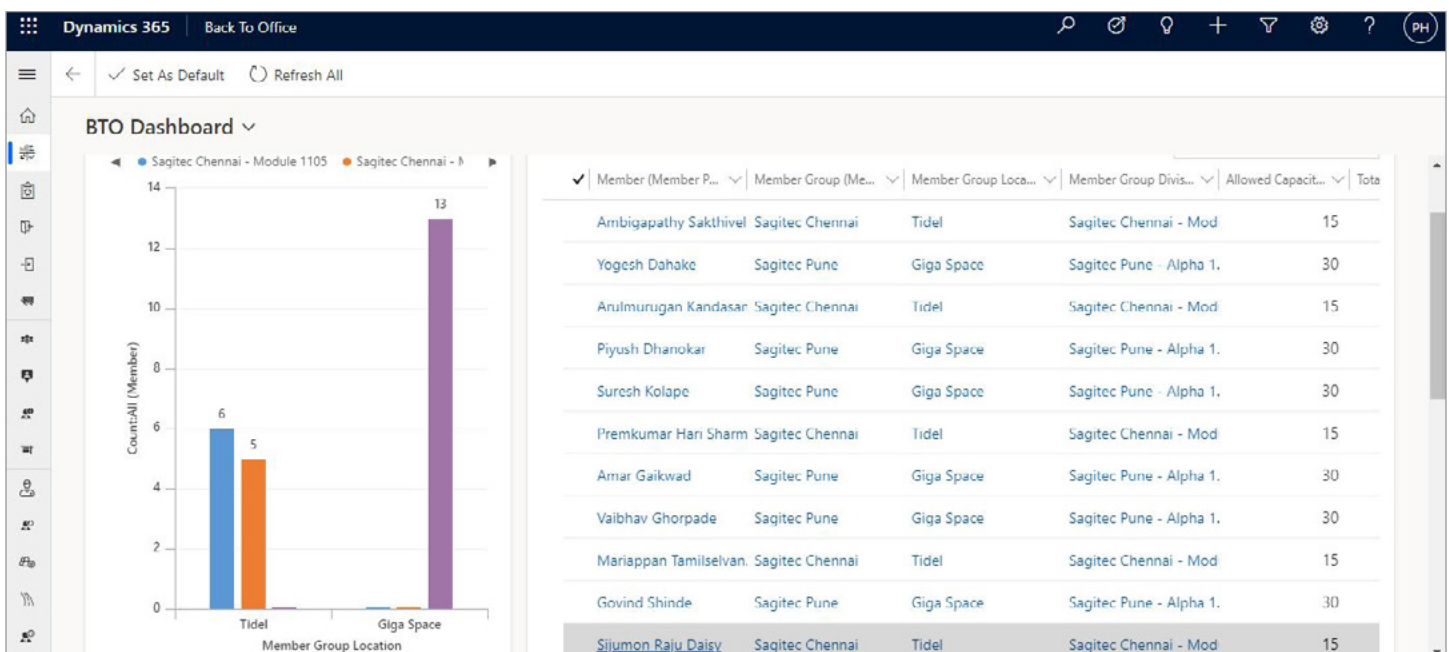 Dynamics 365 Back To Office ? PH
Set As Default Refresh All
BTO Dashboard
Sagitec Chennai - Module 1105 Sagitec Chennai - M
14
12
10
8
6
4
2
0
Count:All (Member)
6
5
13
Tidel Giga Space
Member Group Location
Member (Member P... Member Group (Me... Member Group Loca... Member Group Divis... Allowed Capacit... Tota
Ambigapathy Sakthivel Sagitec Chennai Tidel Sagitec Chennai - Mod 15
Yogesh Dahake Sagitec Pune Giga Space Sagitec Pune - Alpha 1. 30
Arulmurugan Kandasar Sagitec Chennai Tidel Sagitec Chennai - Mod 15
Piyush Dhanokar Sagitec Pune Giga Space Sagitec Pune - Alpha 1. 30
Suresh Kolape Sagitec Pune Giga Space Sagitec Pune - Alpha 1. 30
Premkumar Hari Sharm Sagitec Chennai Tidel Sagitec Chennai - Mod 15
Amar Gaikwad Sagitec Pune Giga Space Sagitec Pune - Alpha 1. 30
Vaibhav Ghorpade Sagitec Pune Giga Space Sagitec Pune - Alpha 1. 30
Mariappan Tamilselvan. Sagitec Chennai Tidel Sagitec Chennai - Mod 15
Govind Shinde Sagitec Pune Giga Space Sagitec Pune - Alpha 1. 30
Sijumon Raju Daisy Sagitec Chennai Tidel Sagitec Chennai - Mod 15